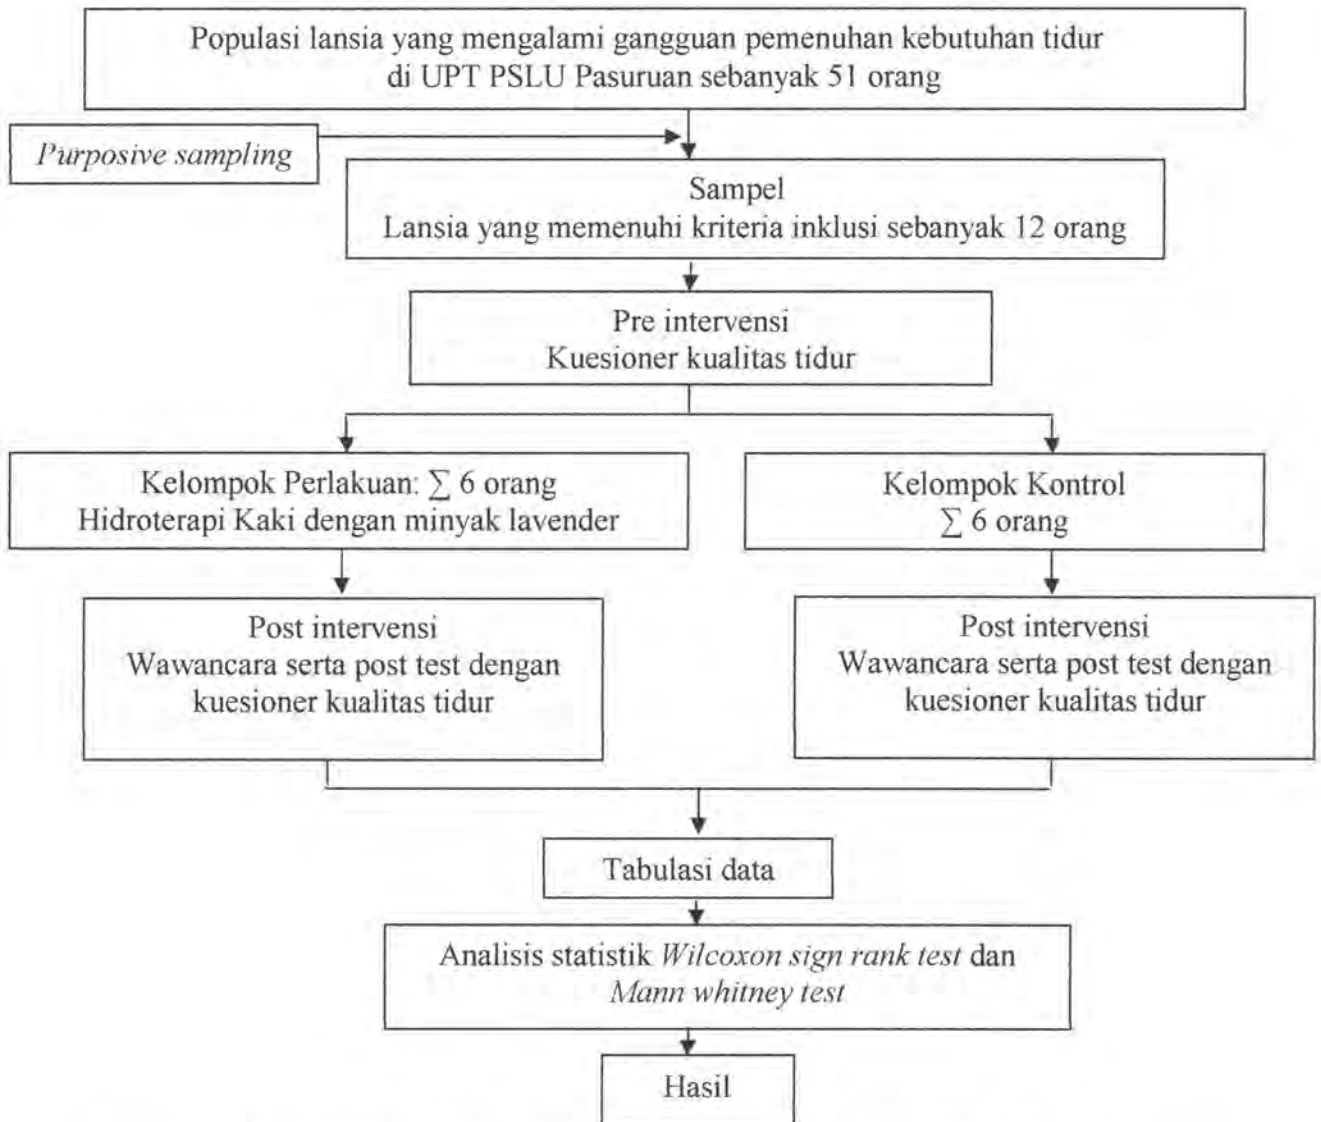 Populasi lansia yang mengalami gangguan pemenuhan kebutuhan tidur
di UPT PSLU Pasuruan sebanyak 51 orang
Purposive sampling
Sampel
Lansia yang memenuhi kriteria inklusi sebanyak 12 orang
Pre intervensi
Kuesioner kualitas tidur
Kelompok Perlakuan: ∑ 6 orang
Hidroterapi Kaki dengan minyak lavender
Kelompok Kontrol
∑ 6 orang
Post intervensi
Wawancara serta post test dengan
kuesioner kualitas tidur
Post intervensi
Wawancara serta post test dengan
kuesioner kualitas tidur
Tabulasi data
Analisis statistik Wilcoxon sign rank test dan
Mann whitney test
Hasil